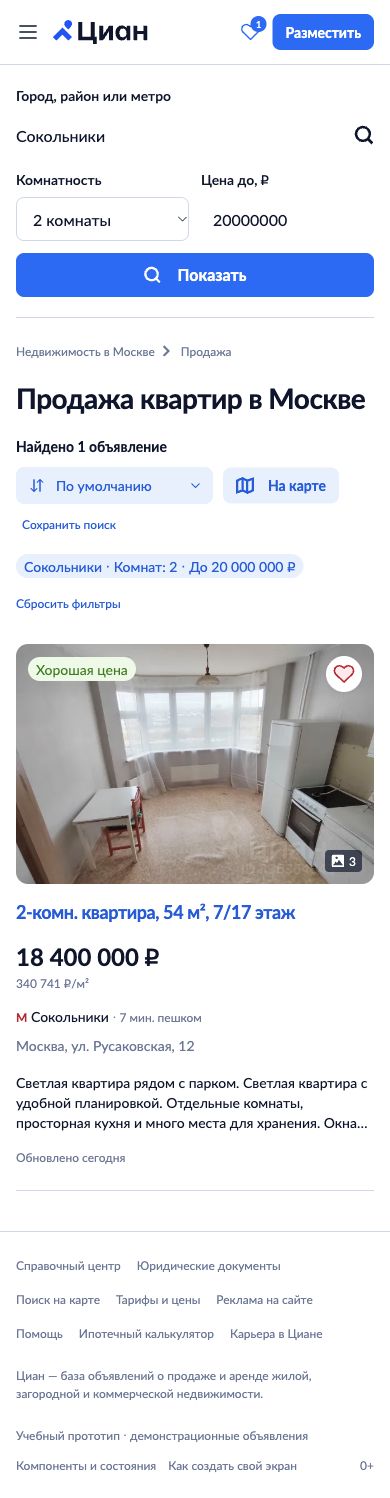 Циан
1
Разместить
Город, район или метро
Сокольники
Комнатность
Цена до, ₽
2 комнаты
20000000
Показать
Недвижимость в Москве
Продажа
Продажа квартир в Москве
Найдено 1 объявление
По умолчанию
На карте
Сохранить поиск
Сокольники · Комнат: 2 · До 20 000 000 ₽
Сбросить фильтры
Хорошая цена
3
2-комн. квартира, 54 м², 7/17 этаж
18 400 000 ₽
340 741 ₽/м²
М Сокольники · 7 мин. пешком
Москва, ул. Русаковская, 12
Светлая квартира рядом с парком. Светлая квартира с
удобной планировкой. Отдельные комнаты,
просторная кухня и много места для хранения. Окна...
Обновлено сегодня
Справочный центр
Юридические документы
Поиск на карте
Тарифы и цены
Реклама на сайте
Помощь
Ипотечный калькулятор
Карьера в Циане
Циан — база объявлений о продаже и аренде жилой,
загородной и коммерческой недвижимости.
Учебный прототип · демонстрационные объявления
Компоненты и состояния
Как создать свой экран
0+